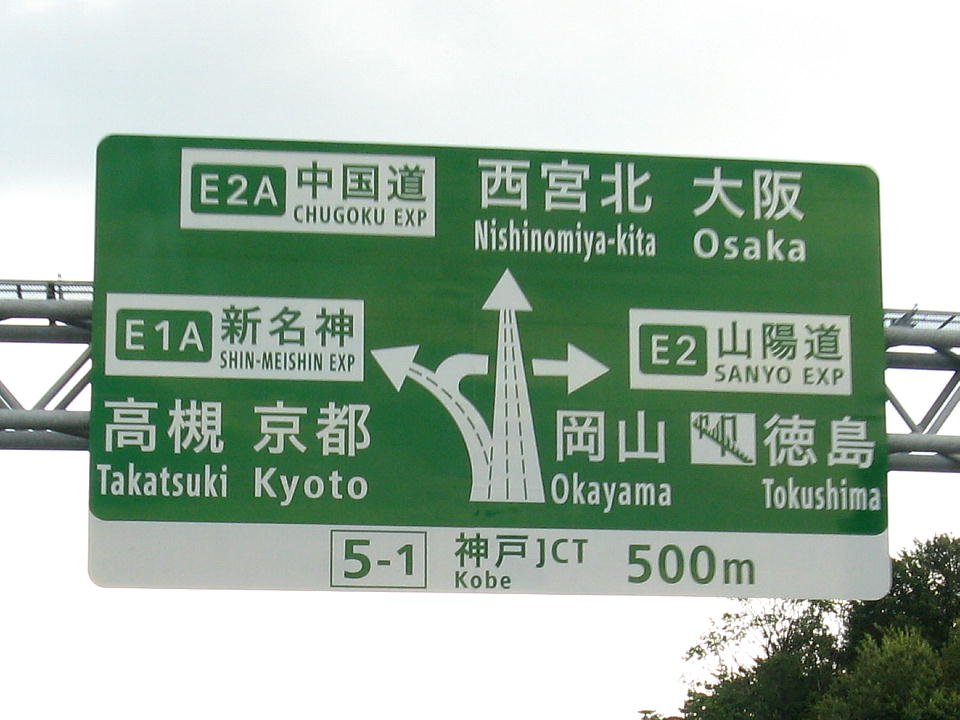 E2A 中国道 西宮北 大阪
CHUGOKU EXP Nishinomiya-kita Osaka
E1A 新名神
SHIN-MEISHIN EXP
高槻 京都
Takatsuki Kyoto
E2 山陽道
SANYO EXP
岡山 徳島
Okayama Tokushima
5-1 神戸JCT 500m
Kobe